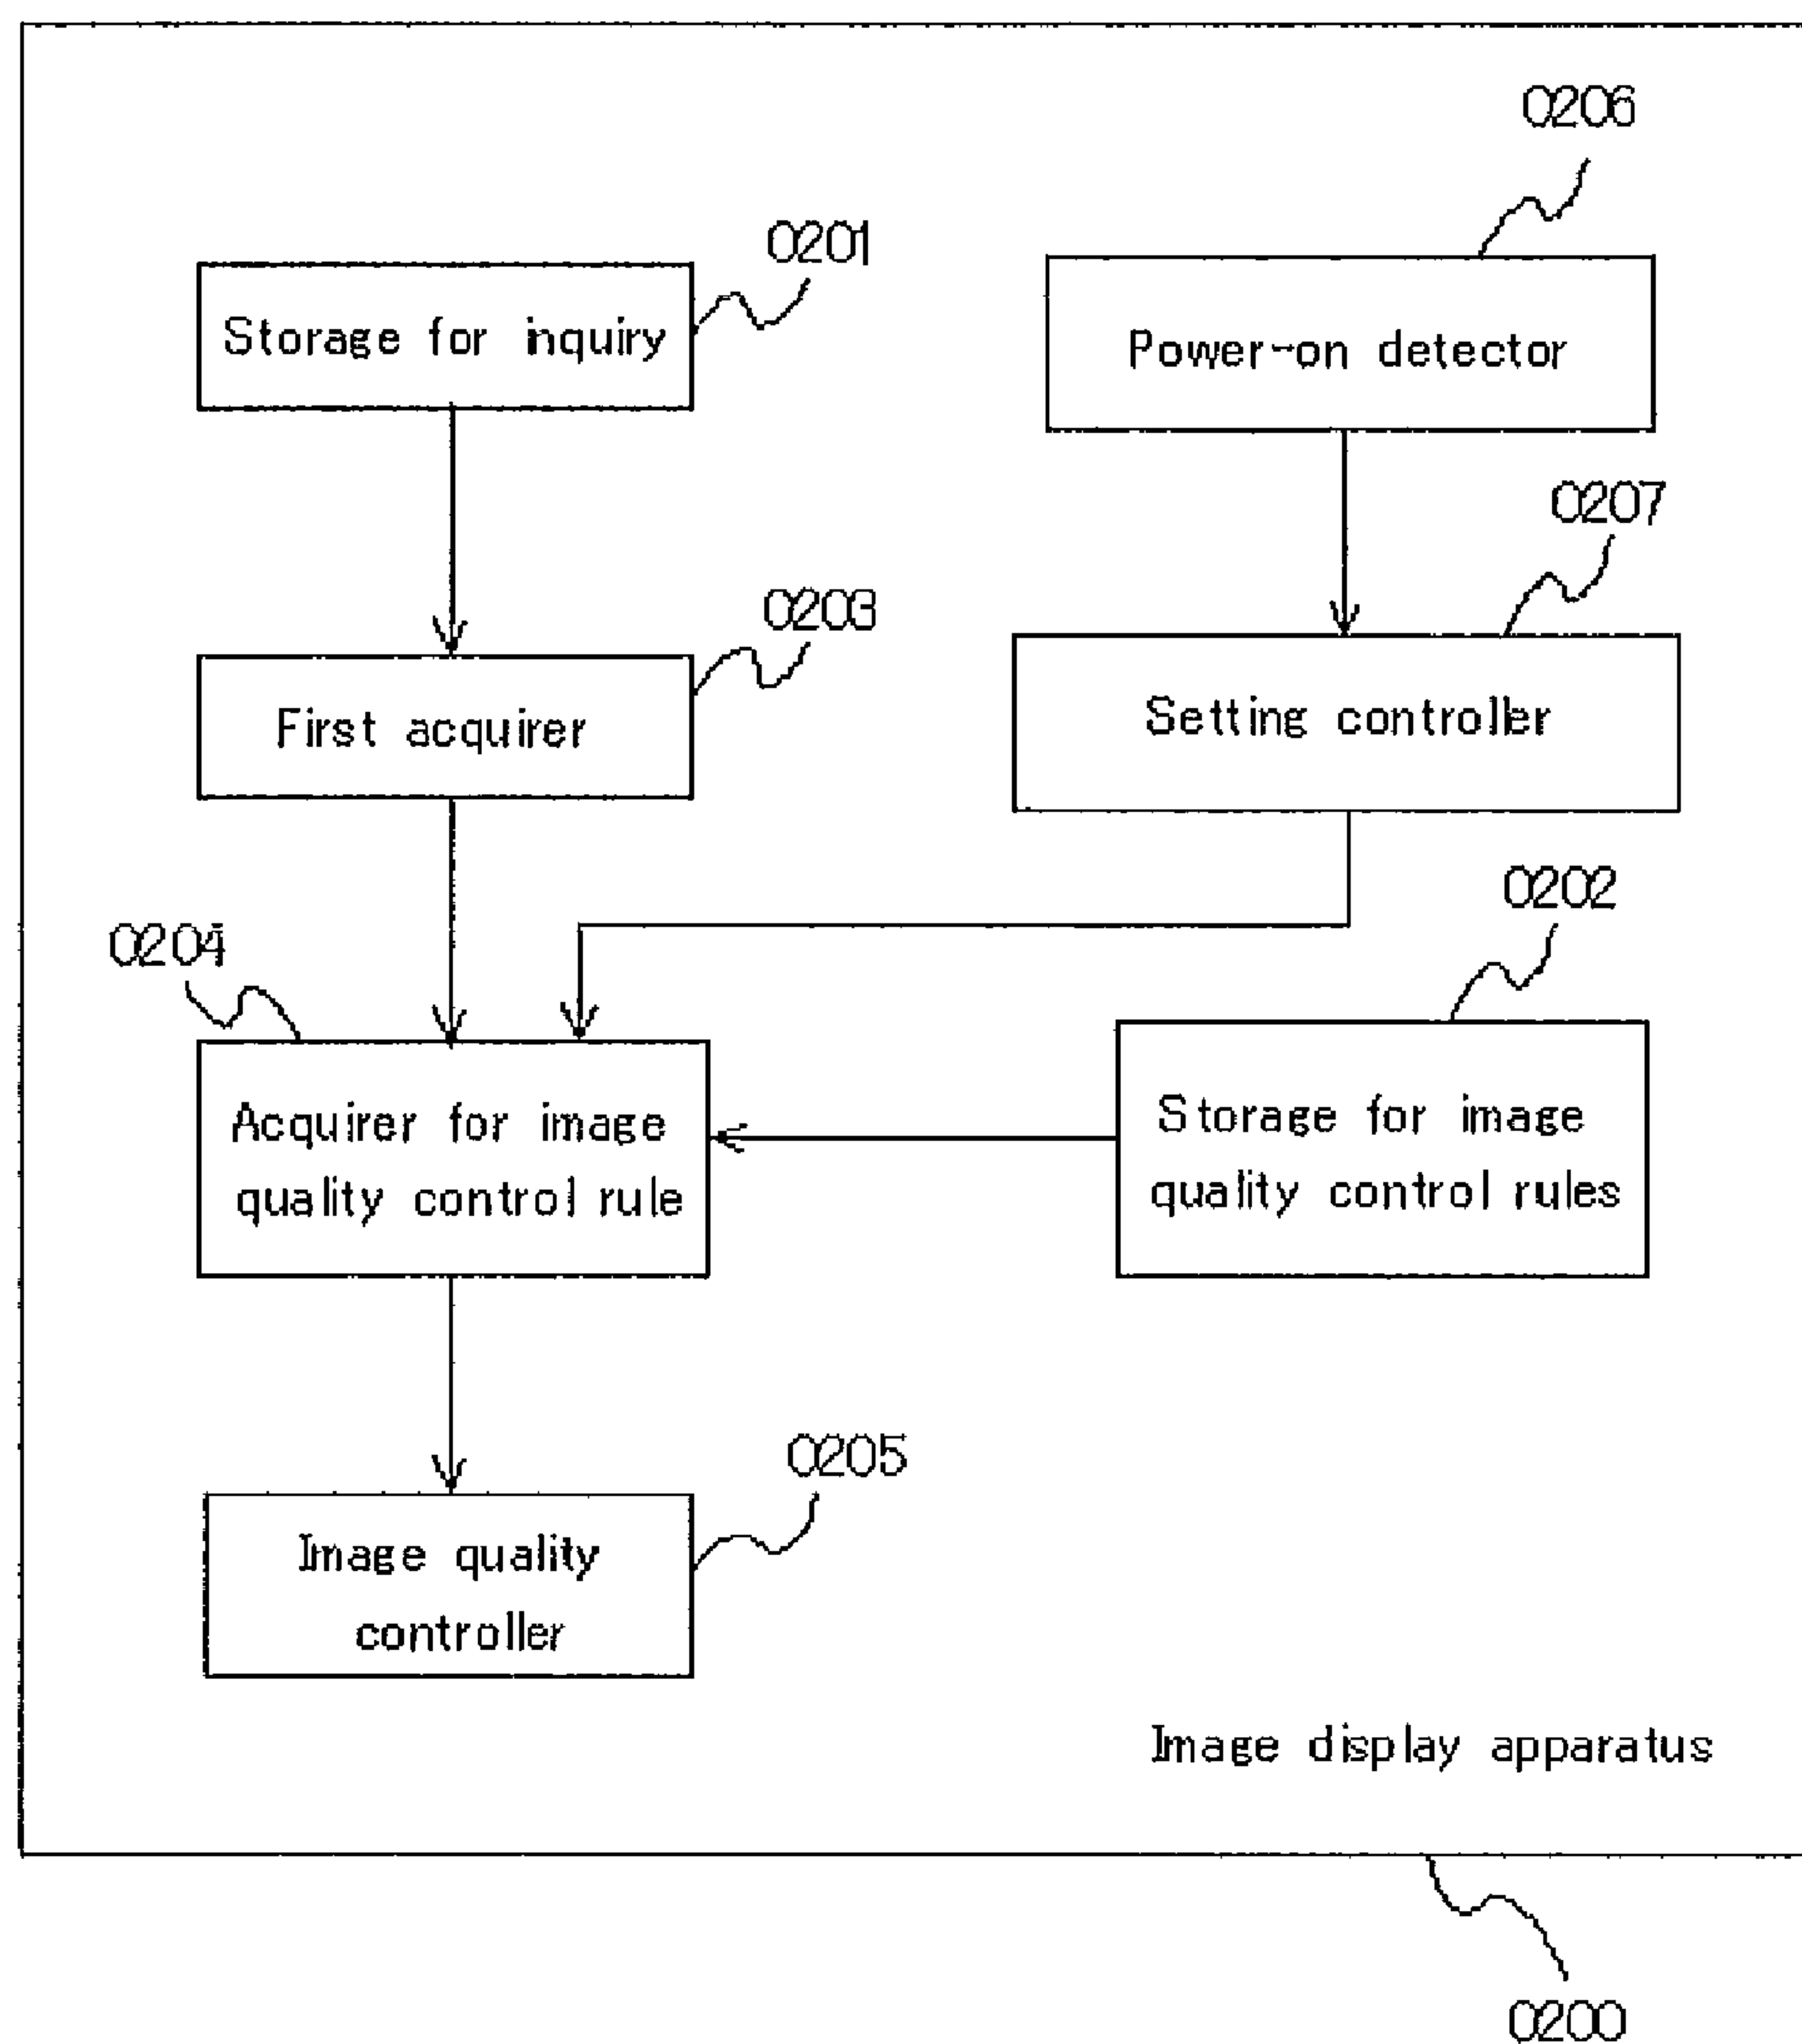 0206
0201
Storage for inquiry
Power-on detector
0207
0203
First acquirer
Setting controller
0202
0204
Acquirer for image
quality control rule
Storage for image
quality control rules
0205
Image quality
controller
Image display apparatus
0200